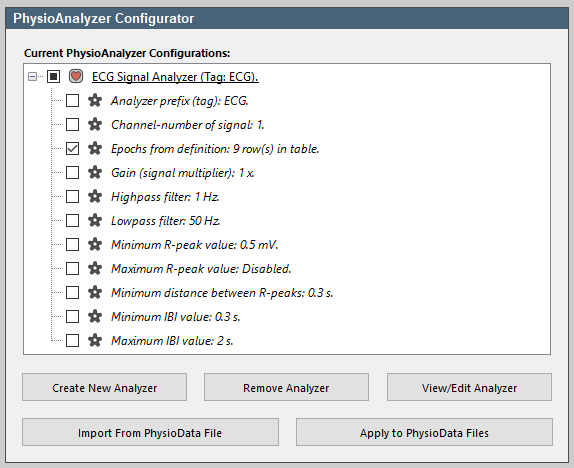 PhysioAnalyzer Configurator
Current PhysioAnalyzer Configurations:
ECG Signal Analyzer (Tag: ECG).
Analyzer prefix (tag): ECG.
Channel-number of signal: 1.
Epochs from definition: 9 row(s) in table.
Gain (signal multiplier): 1 x.
Highpass filter: 1 Hz.
Lowpass filter: 50 Hz.
Minimum R-peak value: 0.5 mV.
Maximum R-peak value: Disabled.
Minimum distance between R-peaks: 0.3 s.
Minimum IBI value: 0.3 s.
Maximum IBI value: 2 s.
Create New Analyzer Remove Analyzer View/Edit Analyzer
Import From PhysioData File Apply to PhysioData Files